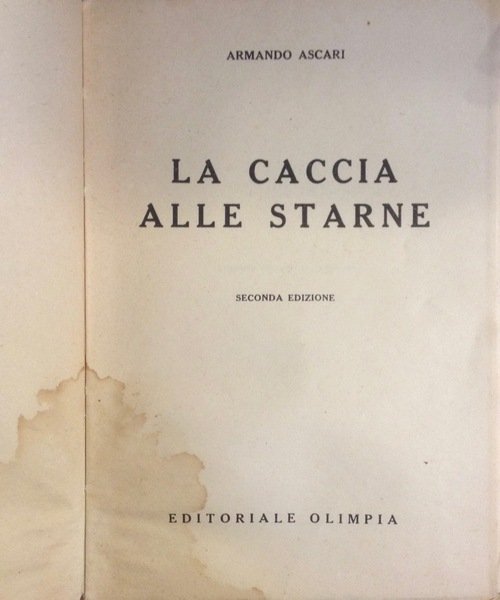 ARMANDO ASCARI
LA CACCIA
ALLE STARNE
SECONDA EDIZIONE
EDITORIALE OLIMPIA